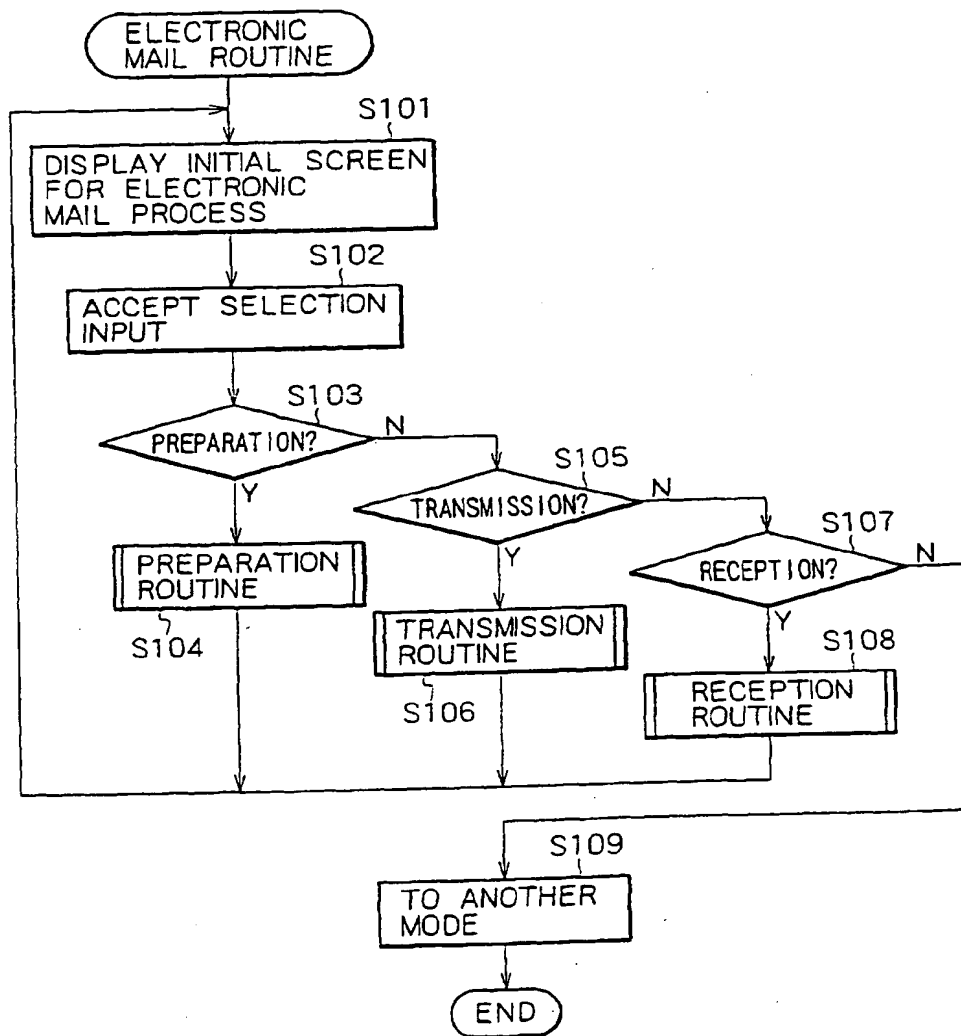 ELECTRONIC
MAIL ROUTINE
S101
DISPLAY INITIAL SCREEN
FOR ELECTRONIC
MAIL PROCESS
S102
ACCEPT SELECTION
INPUT
S103
PREPARATION?
N
Y
S105
TRANSMISSION?
N
Y
S107
RECEPTION?
N
Y
PREPARATION
ROUTINE
S104
TRANSMISSION
ROUTINE
S106
S108
RECEPTION
ROUTINE
S109
TO ANOTHER
MODE
END